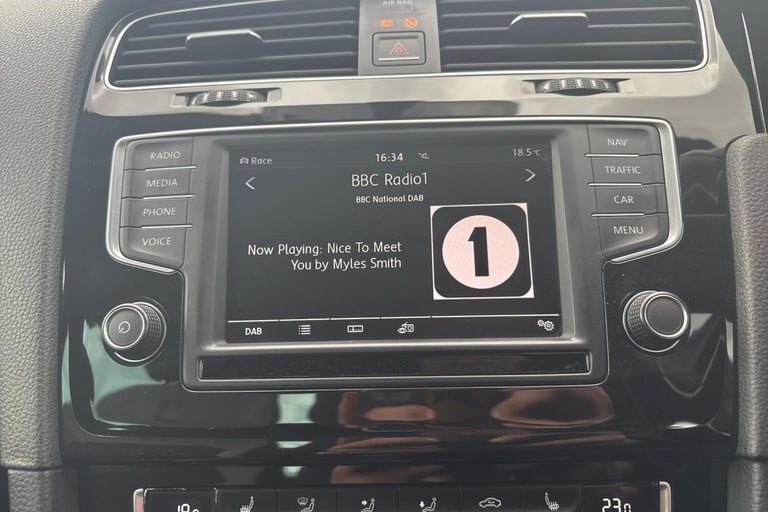 AIR BAG
RADIO
MEDIA
PHONE
VOICE
Race
16:34
18.5°C
BBC Radio1
BBC National DAB
Now Playing: Nice To Meet
You by Myles Smith
1
DAB
NAV
TRAFFIC
CAR
MENU
23.0